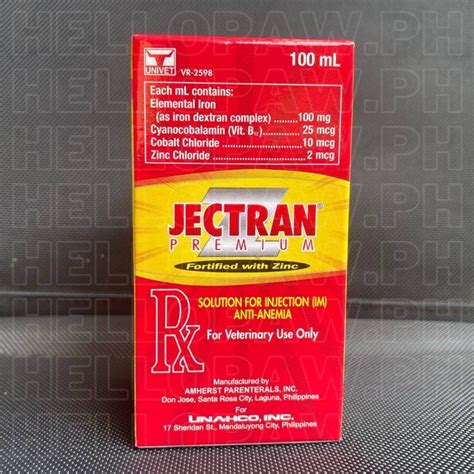 UNIVET
VR-2598
100 mL
Each mL contains:
Elemental Iron
(as iron dextran complex) ........ 100 mg
Cyanocobalamin (Vit. B12) ........ 25 mcg
Cobalt Chloride ........ 10 mcg
Zinc Chloride ........ 2 mcg
Z
JECTRAN®
PREMIUM
Fortified with Zinc
Rx
SOLUTION FOR INJECTION (IM)
ANTI-ANEMIA
For Veterinary Use Only
Manufactured by
AMHERST PARENTERALS, INC.
Don Jose, Santa Rosa City, Laguna, Philippines
For
UNAHCO, INC.
17 Sheridan St., Mandaluyong City, Philippines
HELLOPAW.PH